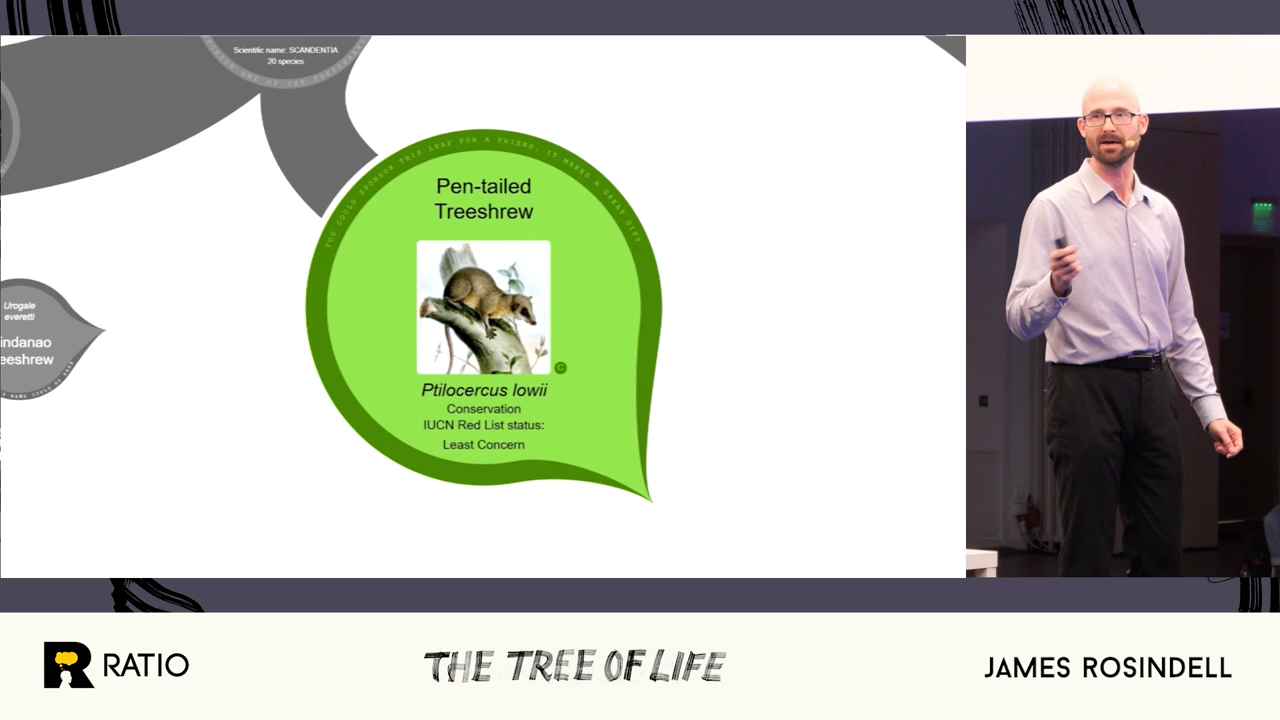 Scientific name: SCANDENTIA
20 species
YOU COULD SPONSOR THIS LEAF FOR A FRIEND, IT MAKES A GREAT GIFT
Pen-tailed
Treeshrew
Ptilocercus lowii
Conservation
IUCN Red List status:
Least Concern
Urogale
everetti
indanao
eeshrew
RATIO
THE TREE OF LIFE
JAMES ROSINDELL